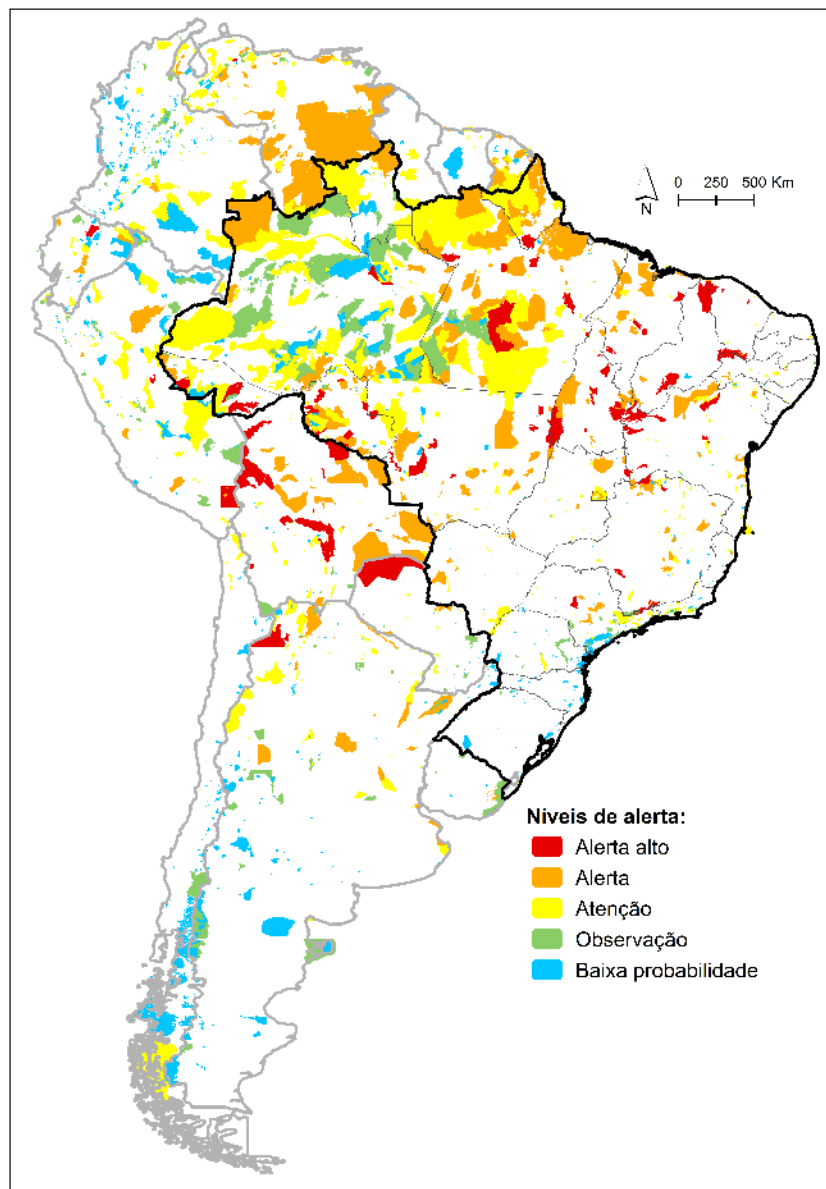 0 250 500 Km
N
Níveis de alerta:
Alerta alto
Alerta
Atenção
Observação
Baixa probabilidade